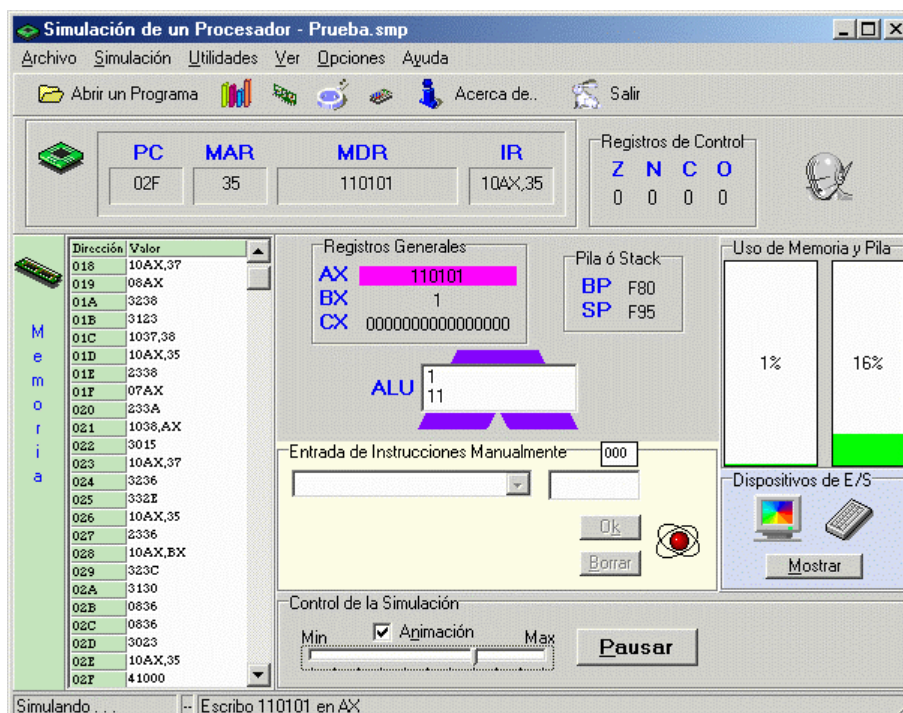 Simulación de un Procesador - Prueba.smp
Archivo Simulación Utilidades Ver Opciones Ayuda
Abrir un Programa Acerca de.. Salir
PC MAR MDR IR
02F 35 110101 10AX,35
Registros de Control
Z N C O
0 0 0 0
Memoria
Dirección Valor
018 10AX,37
019 08AX
01A 3238
01B 3123
01C 1037,38
01D 10AX,35
01E 2338
01F 07AX
020 233A
021 1038,AX
022 3015
023 10AX,37
024 3236
025 332E
026 10AX,35
027 2336
028 10AX,BX
029 323C
02A 3130
02B 0836
02C 0836
02D 3023
02E 10AX,35
02F 41000
Registros Generales
AX 110101
BX 1
CX 0000000000000000
Pila ó Stack
BP F80
SP F95
ALU
1
11
Uso de Memoria y Pila
1% 16%
Entrada de Instrucciones Manualmente 000
Ok
Borrar
Dispositivos de E/S
Mostrar
Control de la Simulación
Min Animación Max
Pausar
Simulando . . . -- Escribo 110101 en AX